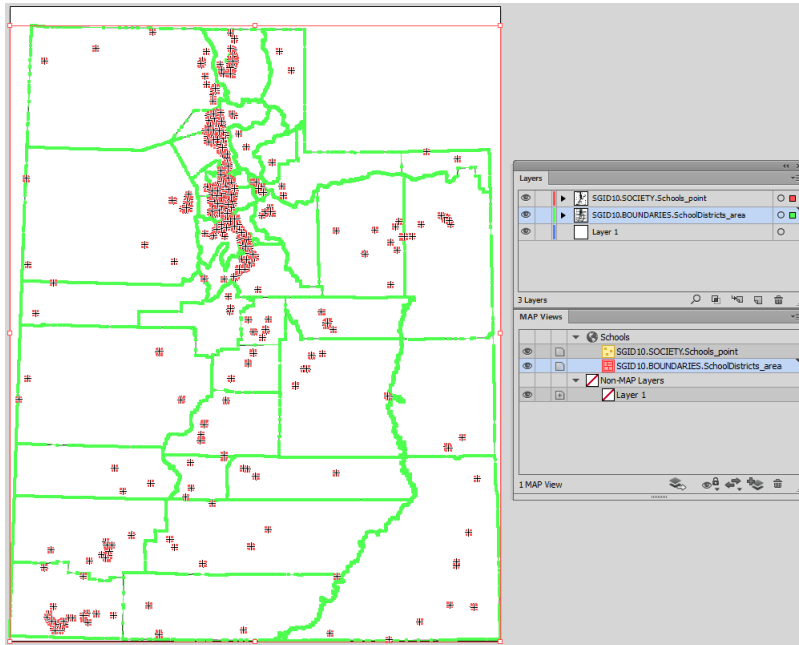 Layers
SGID10.SOCIETY.Schools_point
SGID10.BOUNDARIES.SchoolDistricts_area
Layer 1
3 Layers
MAP Views
Schools
SGID10.SOCIETY.Schools_point
SGID10.BOUNDARIES.SchoolDistricts_area
Non-MAP Layers
Layer 1
1 MAP View